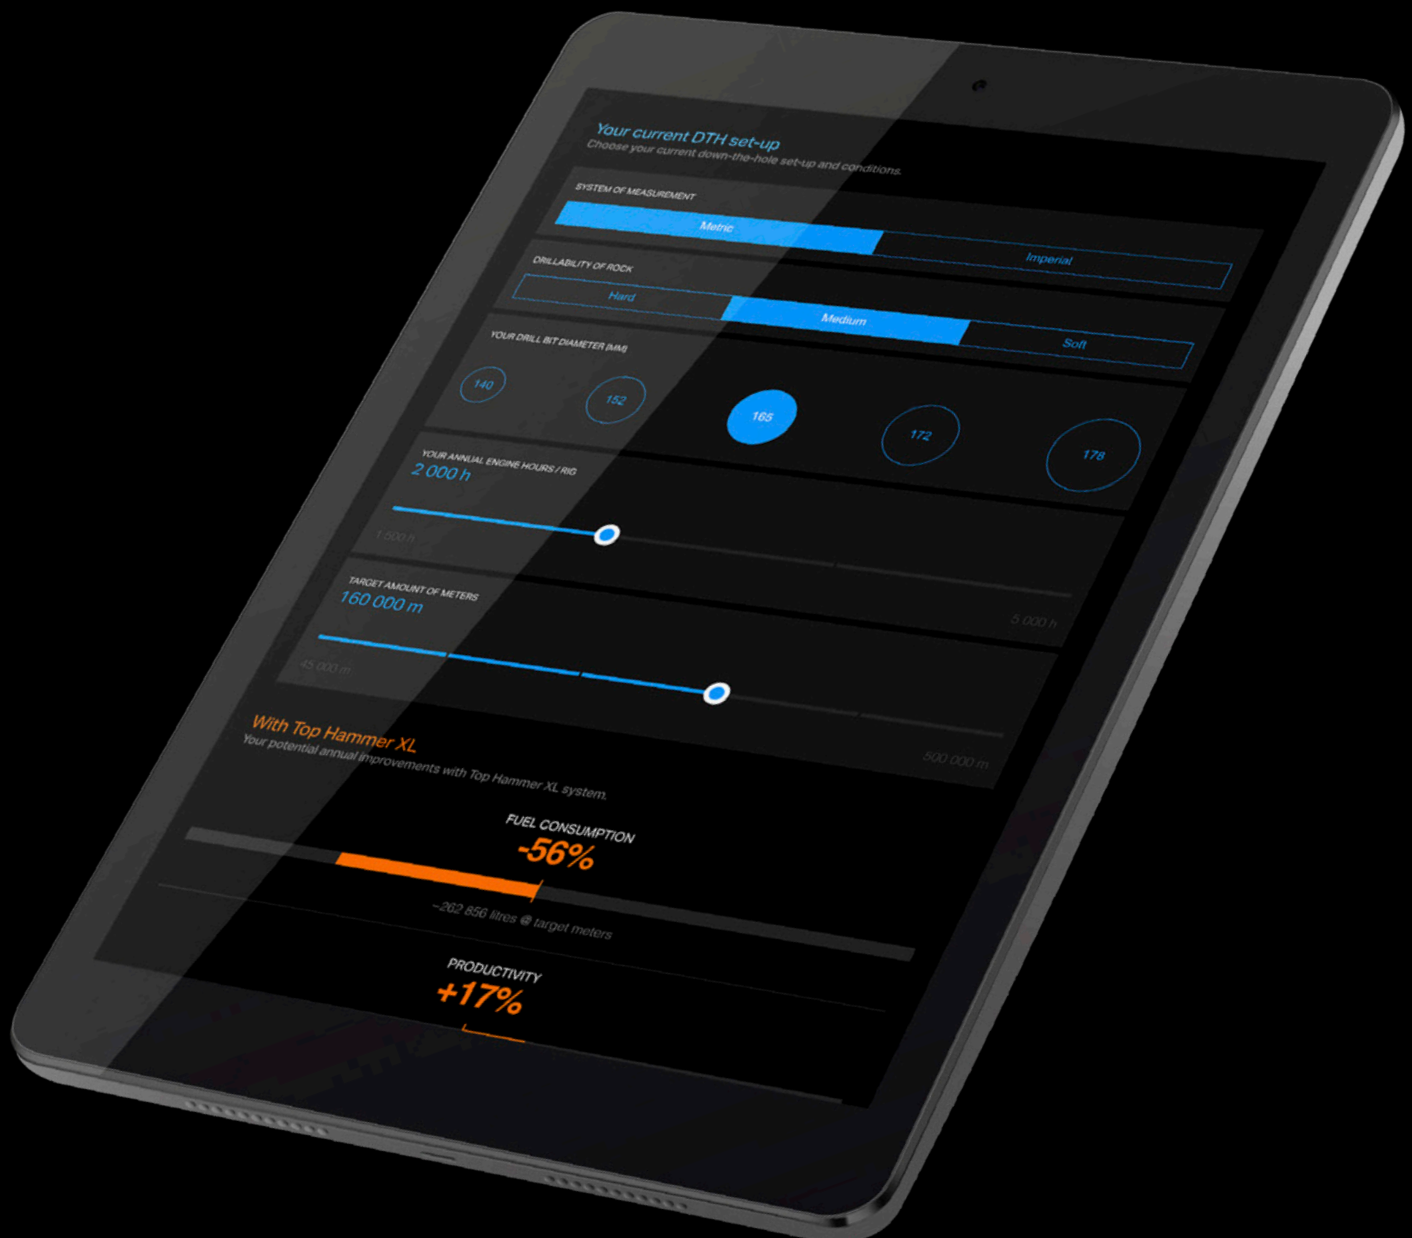 Your current DTH set-up
Choose your current down-the-hole set-up and conditions.
SYSTEM OF MEASUREMENT
Metric
Imperial
DRILLABILITY OF ROCK
Hard
Medium
Soft
YOUR DRILL BIT DIAMETER (MM)
140
152
165
172
178
YOUR ANNUAL ENGINE HOURS / RIG
2 000 h
1 500 h
5 000 h
TARGET AMOUNT OF METERS
160 000 m
45 000 m
500 000 m
With Top Hammer XL
Your potential annual improvements with Top Hammer XL system.
FUEL CONSUMPTION
-56%
~262 856 litres @ target meters
PRODUCTIVITY
+17%